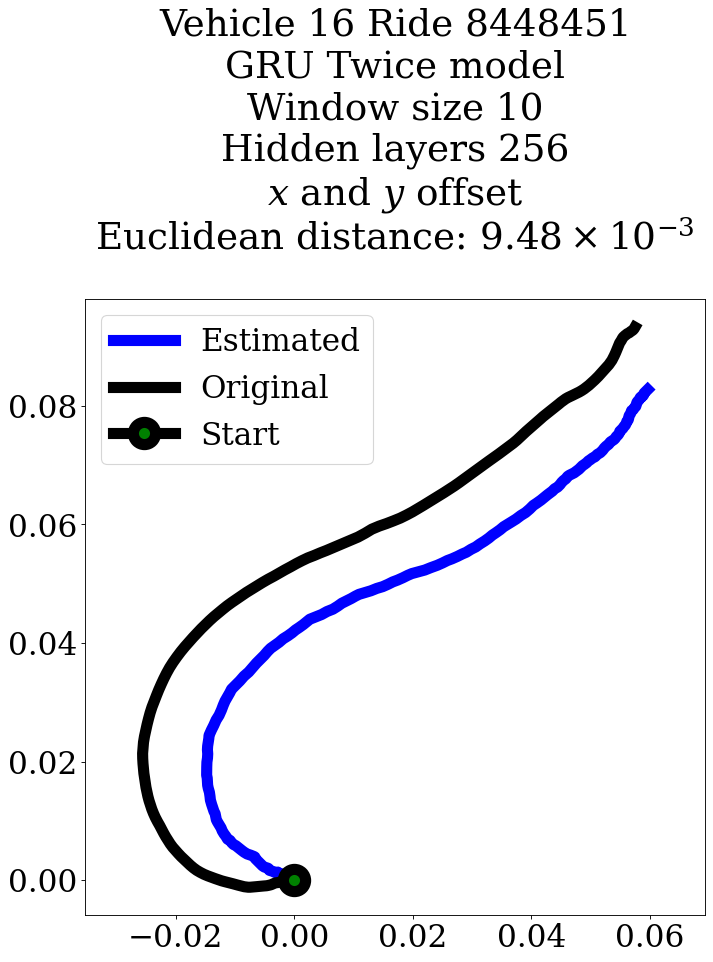 Vehicle 16 Ride 8448451
GRU Twice model
Window size 10
Hidden layers 256
x and y offset
Euclidean distance: 9.48 × 10⁻³
Estimated
Original
Start
0.08
0.06
0.04
0.02
0.00
−0.02 0.00 0.02 0.04 0.06